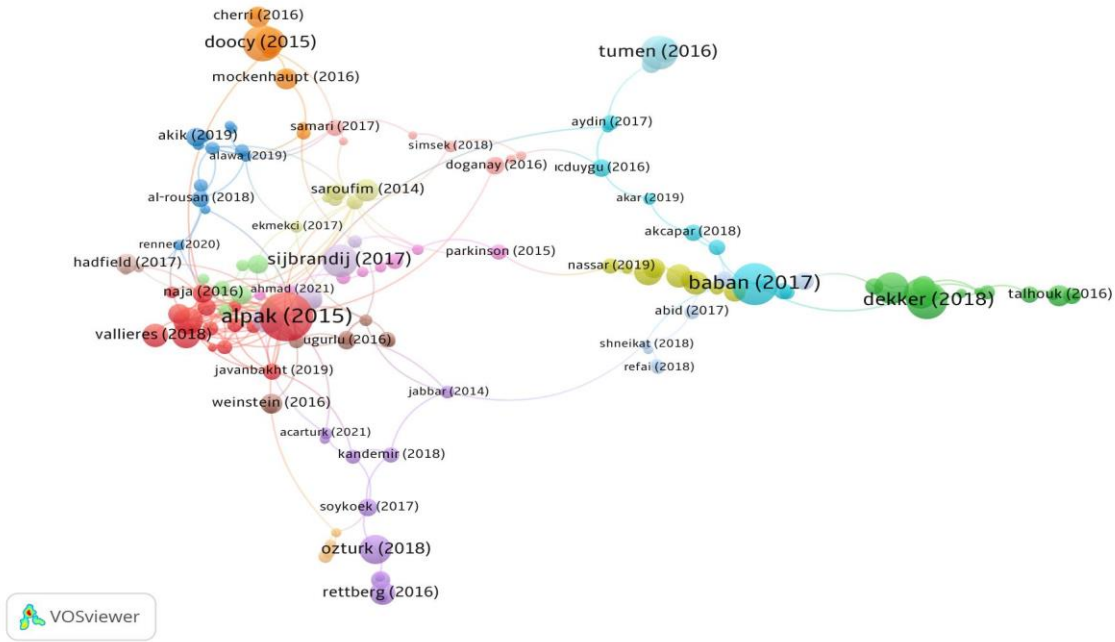 cherri (2016)
doocy (2015)
tumen (2016)
mockenhaupt (2016)
aydin (2017)
samari (2017)
akik (2019)
simsek (2018)
alawa (2019)
doganay (2016)
ıcduygu (2016)
saroufim (2014)
al-rousan (2018)
akar (2019)
ekmekci (2017)
akcapar (2018)
renner (2020)
parkinson (2015)
hadfield (2017)
sijbrandij (2017)
nassar (2019)
baban (2017)
ahmad (2021)
naja (2016)
talhouk (2016)
dekker (2018)
abid (2017)
alpak (2015)
vallieres (2018)
ugurlu (2016)
shneikat (2018)
refai (2018)
javanbakht (2019)
jabbar (2014)
weinstein (2016)
acarturk (2021)
kandemir (2018)
soykoek (2017)
ozturk (2018)
rettberg (2016)
VOSviewer